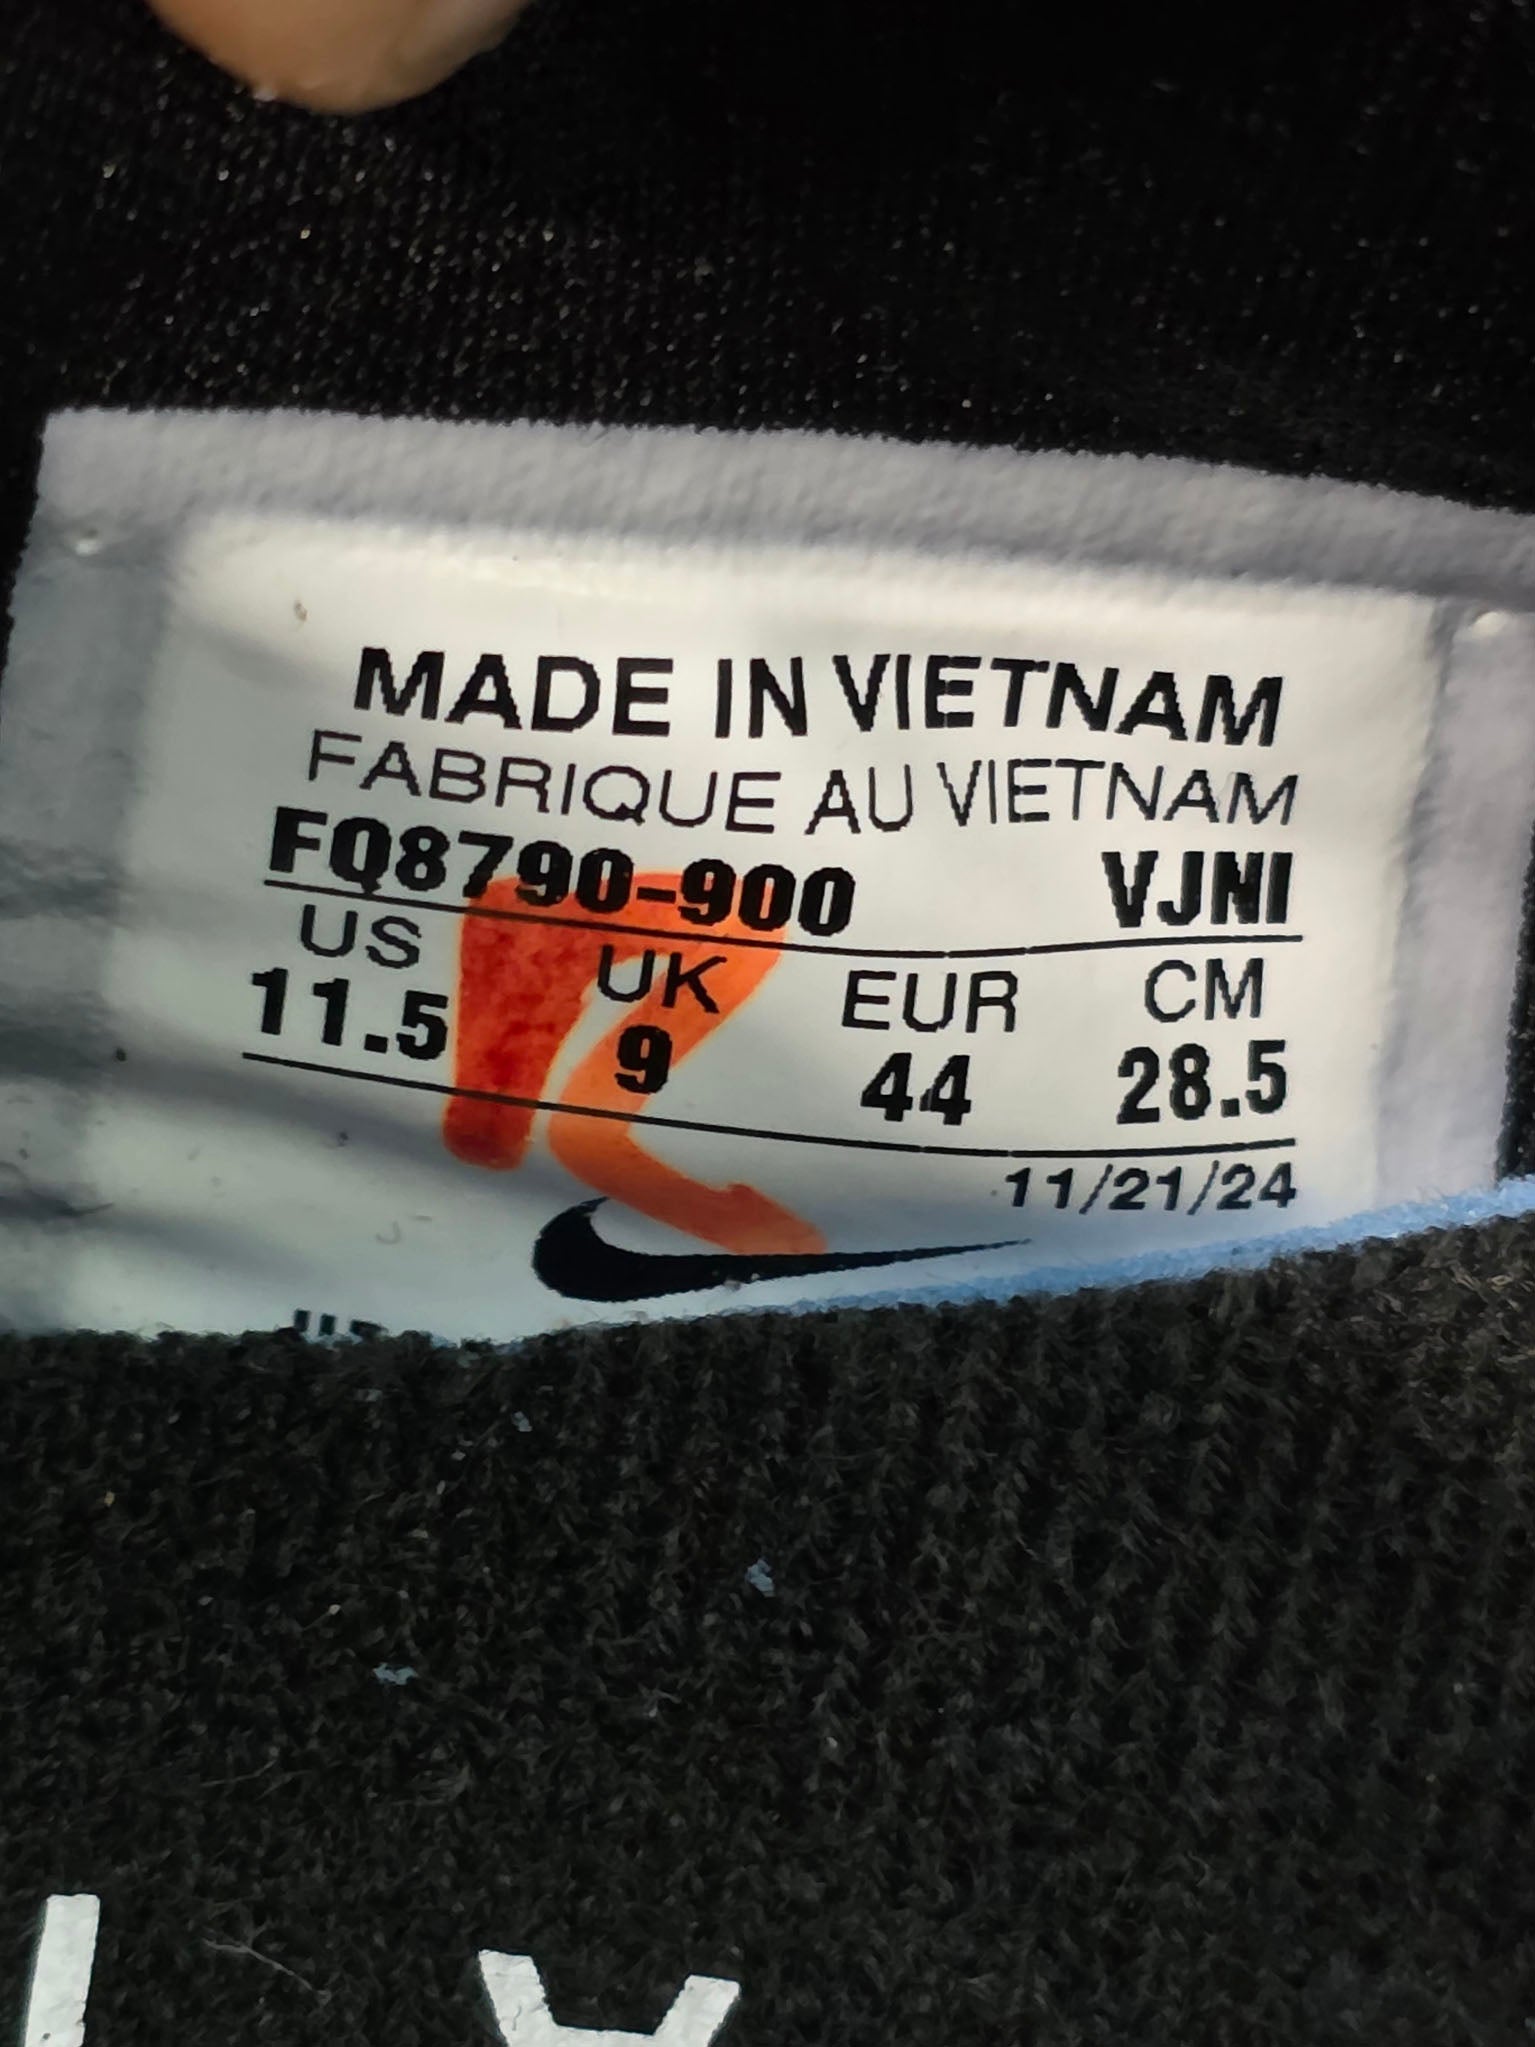 MADE IN VIETNAM
FABRIQUE AU VIETNAM
FQ8790-900 VJNI
US UK EUR CM
11.5 9 44 28.5
11/21/24